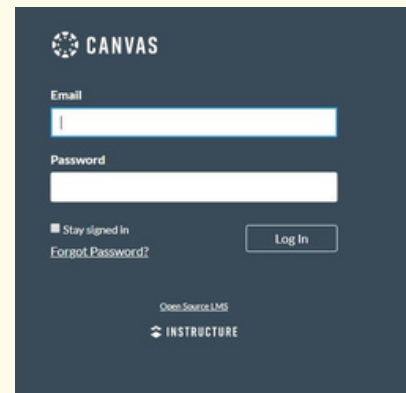 CANVAS
Email
Password
Stay signed in
Forgot Password?
Log In
Open Source LMS
INSTRUCTURE